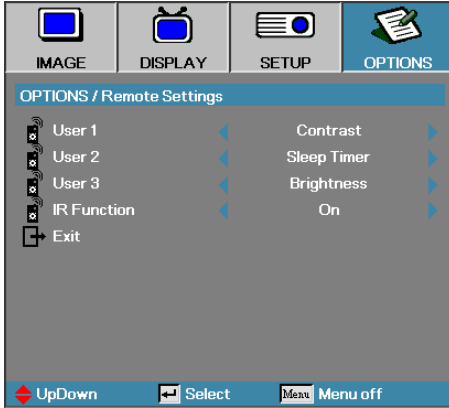 IMAGE DISPLAY SETUP OPTIONS
OPTIONS / Remote Settings
User 1 Contrast
User 2 Sleep Timer
User 3 Brightness
IR Function On
Exit
UpDown Select Menu Menu off